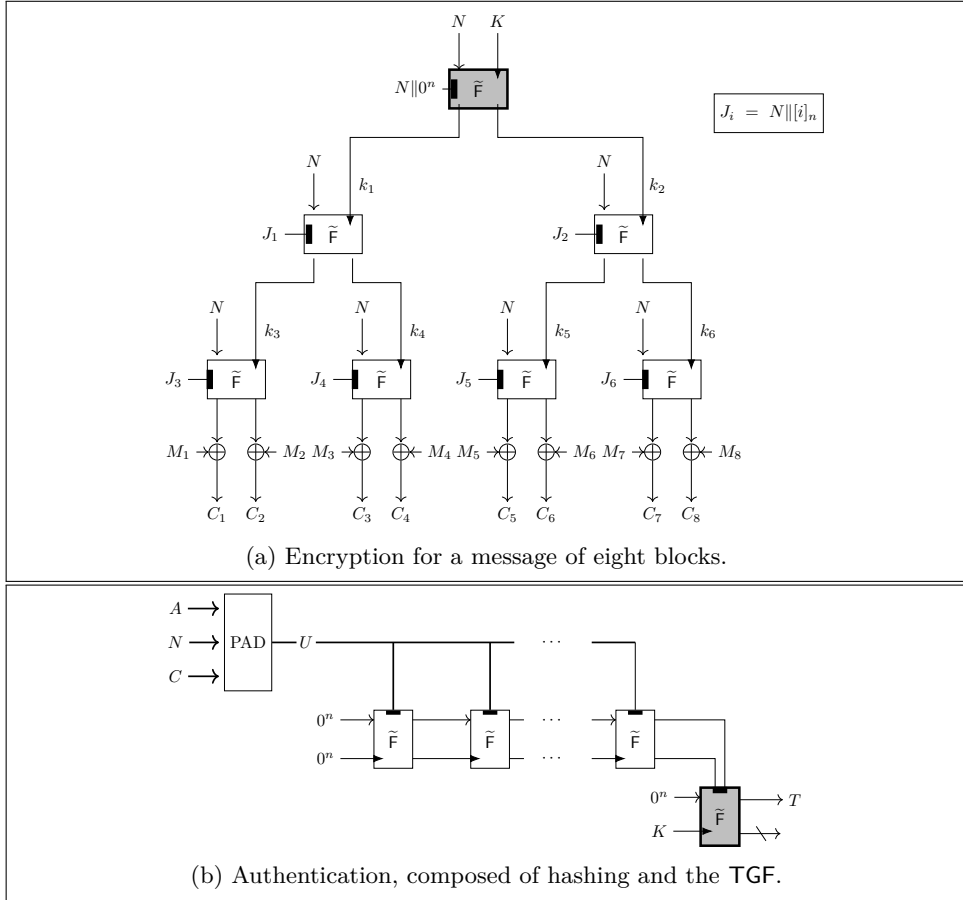 N K
N∥0ⁿ F̃
J_i = N∥[i]_n
N k₁ N k₂
J₁ F̃ J₂ F̃
N k₃ N k₄ N k₅ N k₆
J₃ F̃ J₄ F̃ J₅ F̃ J₆ F̃
M₁ M₂ M₃ M₄ M₅ M₆ M₇ M₈
C₁ C₂ C₃ C₄ C₅ C₆ C₇ C₈
(a) Encryption for a message of eight blocks.
A
N PAD U ···
C
0ⁿ F̃ F̃ ··· F̃
0ⁿ ···
0ⁿ F̃ T
K
(b) Authentication, composed of hashing and the TGF.